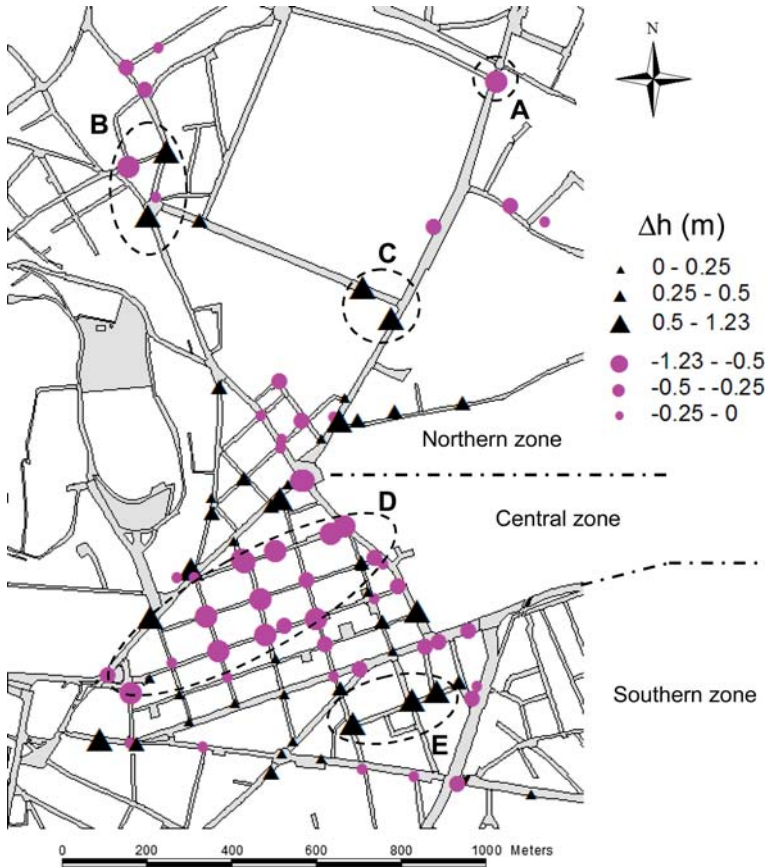 N
A
B
Δh (m)
C
0 - 0.25
0.25 - 0.5
0.5 - 1.23
-1.23 - -0.5
-0.5 - -0.25
-0.25 - 0
Northern zone
D
Central zone
Southern zone
E
0 200 400 600 800 1000 Meters